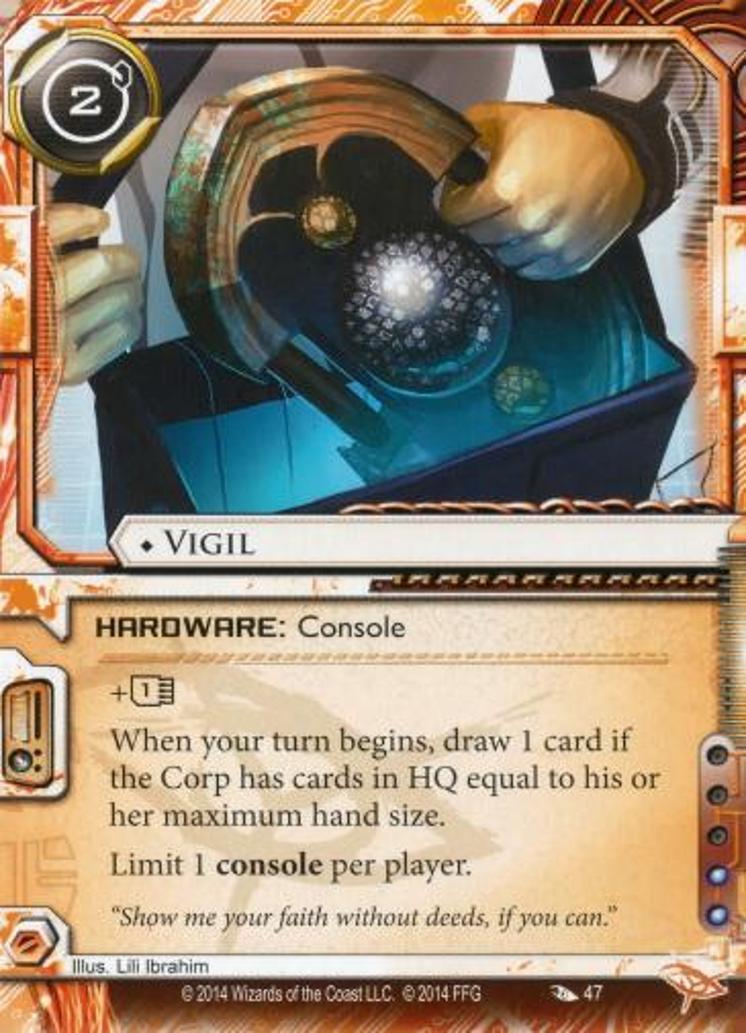 2
◆ VIGIL
HARDWARE: Console
+1
When your turn begins, draw 1 card if
the Corp has cards in HQ equal to his or
her maximum hand size.
Limit 1 console per player.
“Show me your faith without deeds, if you can.”
Illus. Lili Ibrahim
© 2014 Wizards of the Coast LLC. © 2014 FFG 47